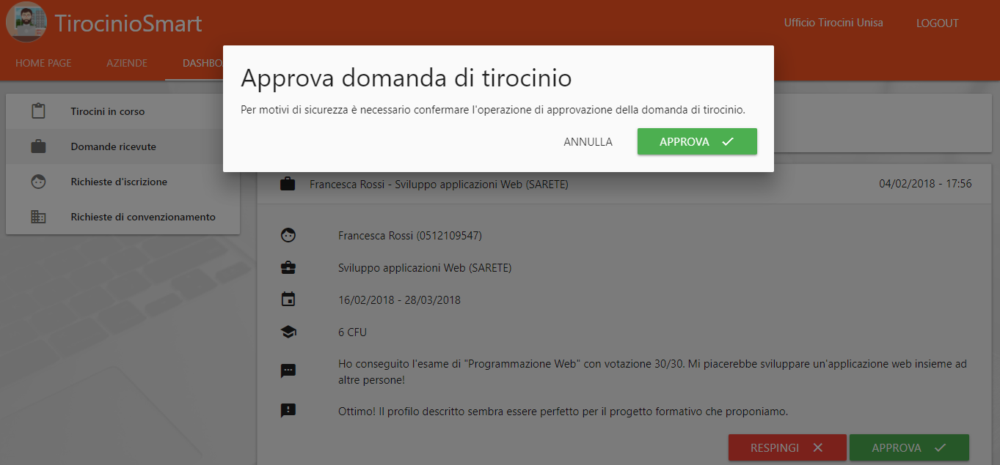 TirocinioSmart
Ufficio Tirocini Unisa
LOGOUT
HOME PAGE
AZIENDE
DASHBO
Approva domanda di tirocinio
Per motivi di sicurezza è necessario confermare l'operazione di approvazione della domanda di tirocinio.
ANNULLA
APPROVA
Tirocini in corso
Domande ricevute
Richieste d'iscrizione
Richieste di convenzionamento
Francesca Rossi - Sviluppo applicazioni Web (SARETE)
04/02/2018 - 17:56
Francesca Rossi (0512109547)
Sviluppo applicazioni Web (SARETE)
16/02/2018 - 28/03/2018
6 CFU
Ho conseguito l'esame di "Programmazione Web" con votazione 30/30. Mi piacerebbe sviluppare un'applicazione web insieme ad
altre persone!
Ottimo! Il profilo descritto sembra essere perfetto per il progetto formativo che proponiamo.
RESPINGI
APPROVA